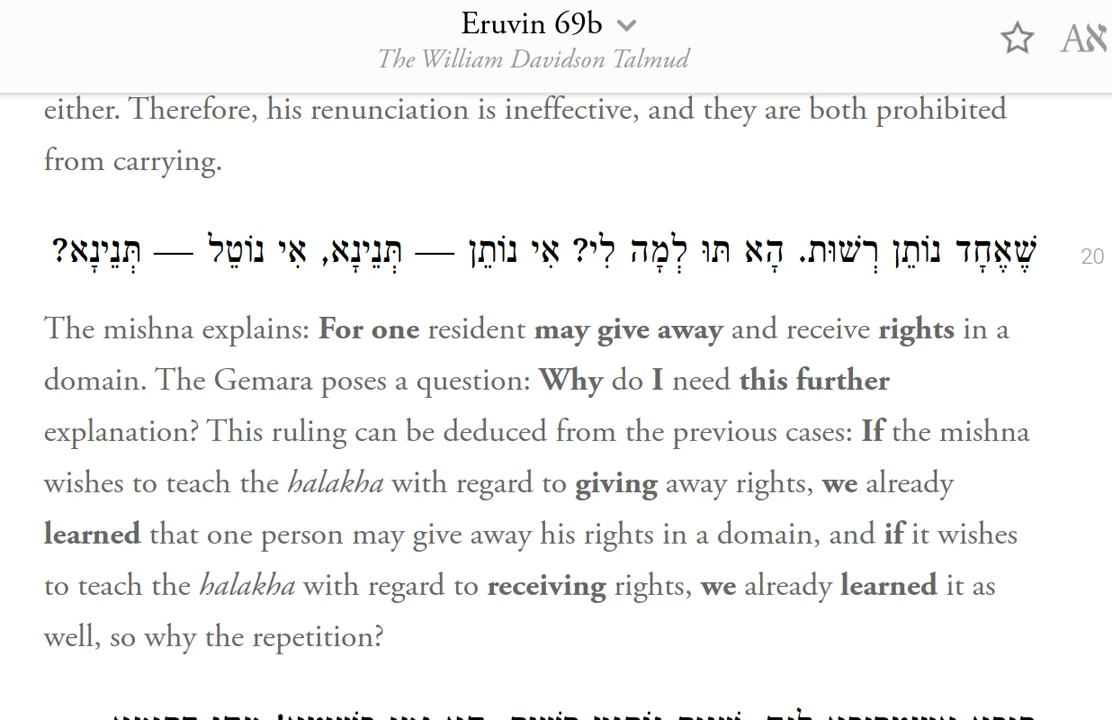 Eruvin 69b
The William Davidson Talmud
Aא
either. Therefore, his renunciation is ineffective, and they are both prohibited
from carrying.
שֶׁאֶחָד נוֹתֵן רְשׁוּת. הָא תּוּ לְמָה לִי? אִי נוֹתֵן — תְּנֵינָא, אִי נוֹטֵל — תְּנֵינָא?
20
The mishna explains: For one resident may give away and receive rights in a
domain. The Gemara poses a question: Why do I need this further
explanation? This ruling can be deduced from the previous cases: If the mishna
wishes to teach the halakha with regard to giving away rights, we already
learned that one person may give away his rights in a domain, and if it wishes
to teach the halakha with regard to receiving rights, we already learned it as
well, so why the repetition?